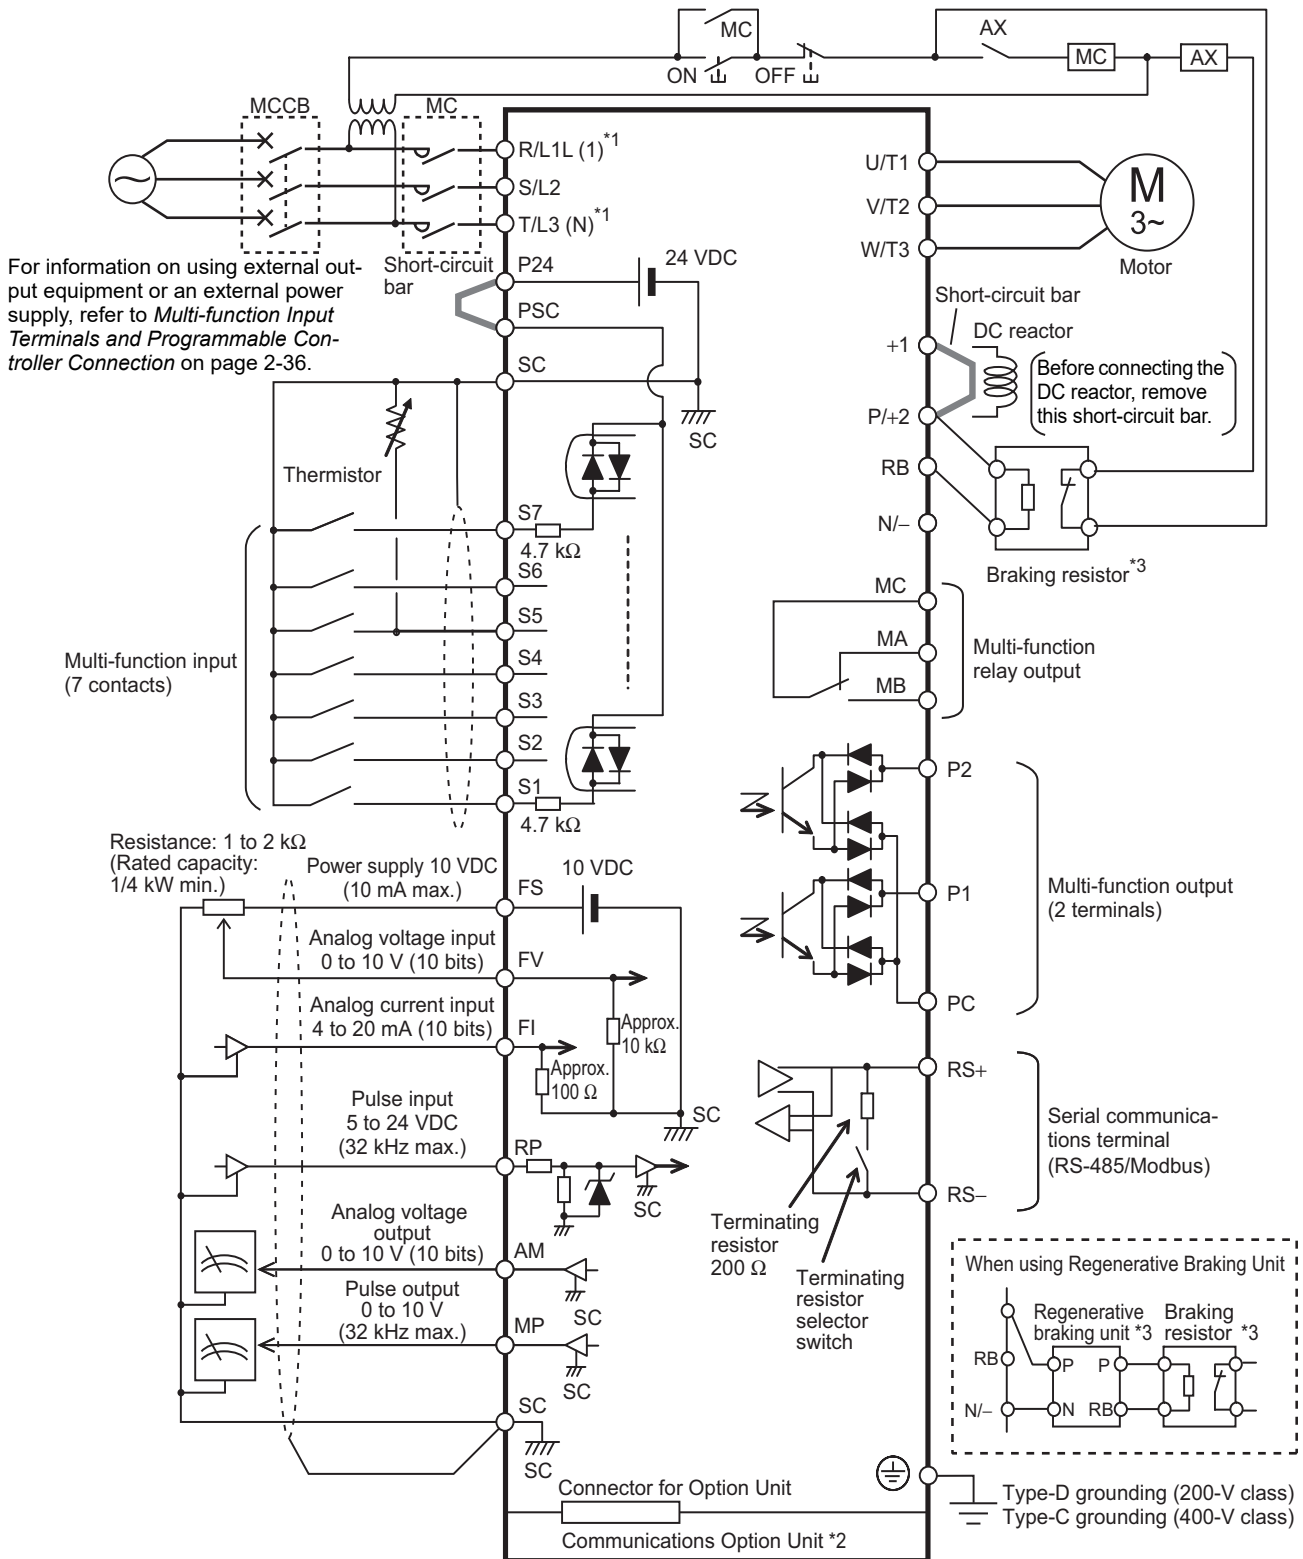 MC
AX
ON
OFF
MC
AX
MCCB
MC
R/L1L (1)*1
S/L2
T/L3 (N)*1
U/T1
V/T2
W/T3
M
3~
Motor
For information on using external out-
put equipment or an external power
supply, refer to Multi-function Input
Terminals and Programmable Con-
troller Connection on page 2-36.
Short-circuit
bar
P24
24 VDC
PSC
SC
SC
Short-circuit bar
DC reactor
+1
Before connecting the
DC reactor, remove
this short-circuit bar.
P/+2
RB
N/−
Braking resistor*3
Thermistor
S7
4.7 kΩ
S6
S5
S4
S3
S2
S1
4.7 kΩ
Multi-function input
(7 contacts)
MC
MA
MB
Multi-function
relay output
P2
P1
PC
Multi-function output
(2 terminals)
Resistance: 1 to 2 kΩ
(Rated capacity:
1/4 kW min.)
Power supply 10 VDC
(10 mA max.)
FS
10 VDC
Analog voltage input
0 to 10 V (10 bits)
FV
Analog current input
4 to 20 mA (10 bits)
FI
Approx.
10 kΩ
Approx.
100 Ω
SC
Pulse input
5 to 24 VDC
(32 kHz max.)
RP
SC
Analog voltage
output
0 to 10 V (10 bits)
AM
SC
Pulse output
0 to 10 V
(32 kHz max.)
MP
SC
SC
SC
RS+
RS−
Serial communica-
tions terminal
(RS-485/Modbus)
Terminating
resistor
200 Ω
Terminating
resistor
selector
switch
When using Regenerative Braking Unit
Regenerative
braking unit *3
Braking
resistor *3
RB
P
P
N/−
N
RB
Connector for Option Unit
Communications Option Unit *2
Type-D grounding (200-V class)
Type-C grounding (400-V class)